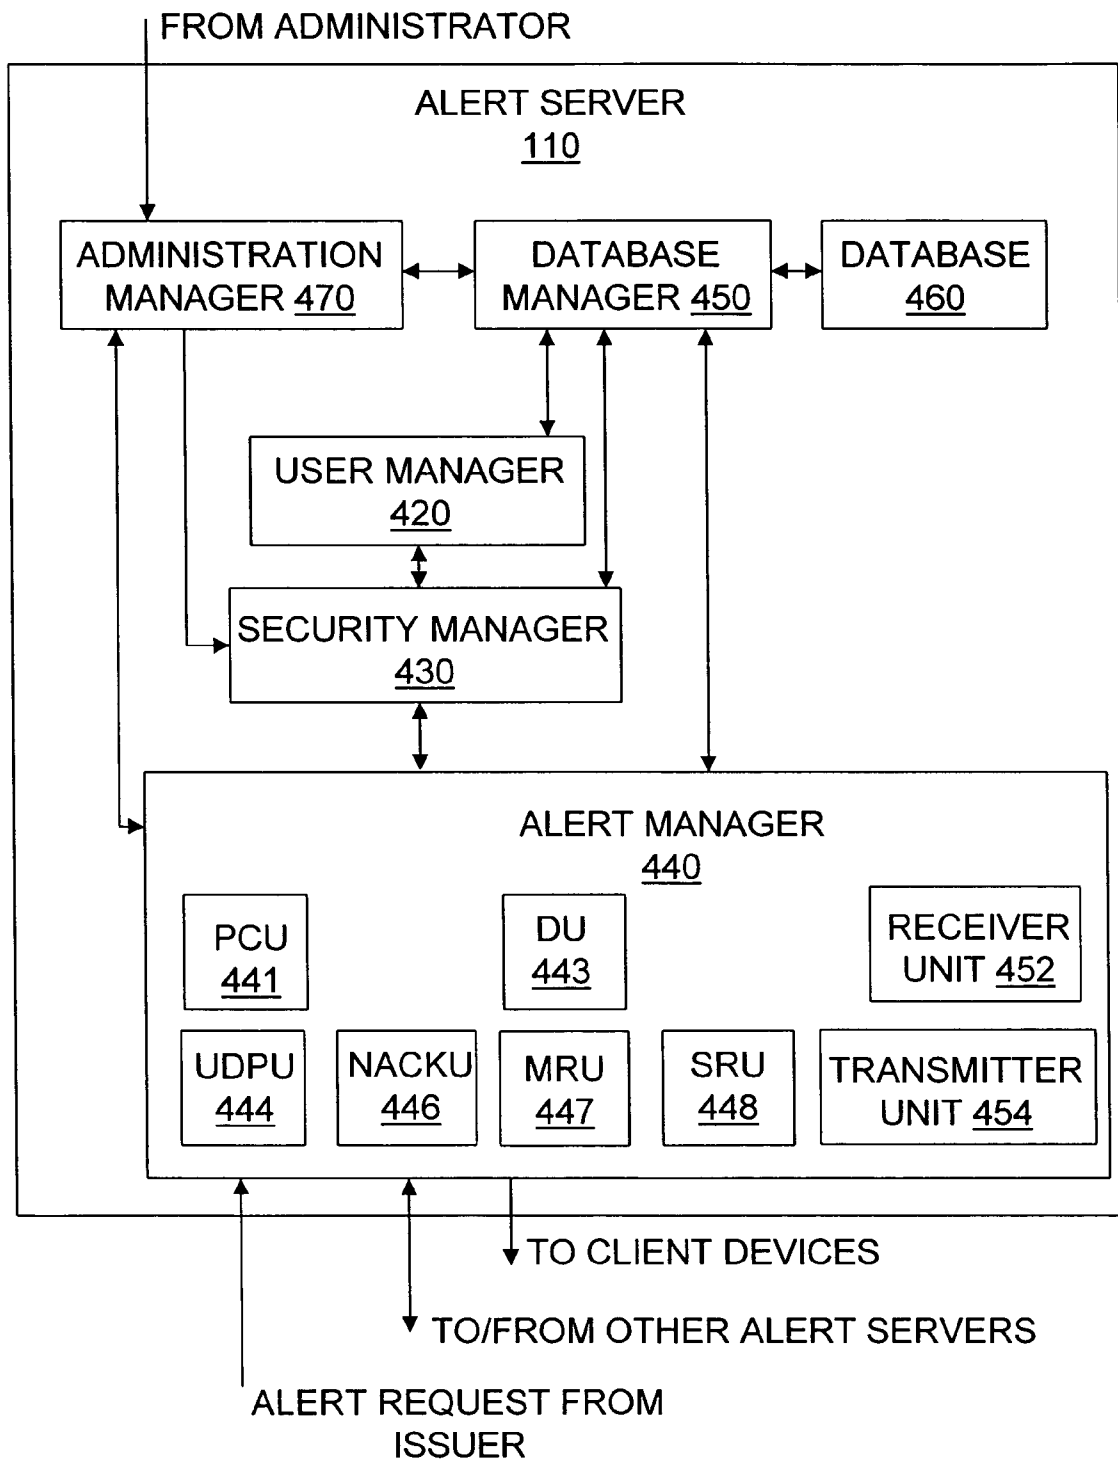 FROM ADMINISTRATOR
ALERT SERVER
110
ADMINISTRATION
MANAGER 470
DATABASE
MANAGER 450
DATABASE
460
USER MANAGER
420
SECURITY MANAGER
430
ALERT MANAGER
440
PCU
441
DU
443
RECEIVER
UNIT 452
UDPU
444
NACKU
446
MRU
447
SRU
448
TRANSMITTER
UNIT 454
TO CLIENT DEVICES
TO/FROM OTHER ALERT SERVERS
ALERT REQUEST FROM
ISSUER